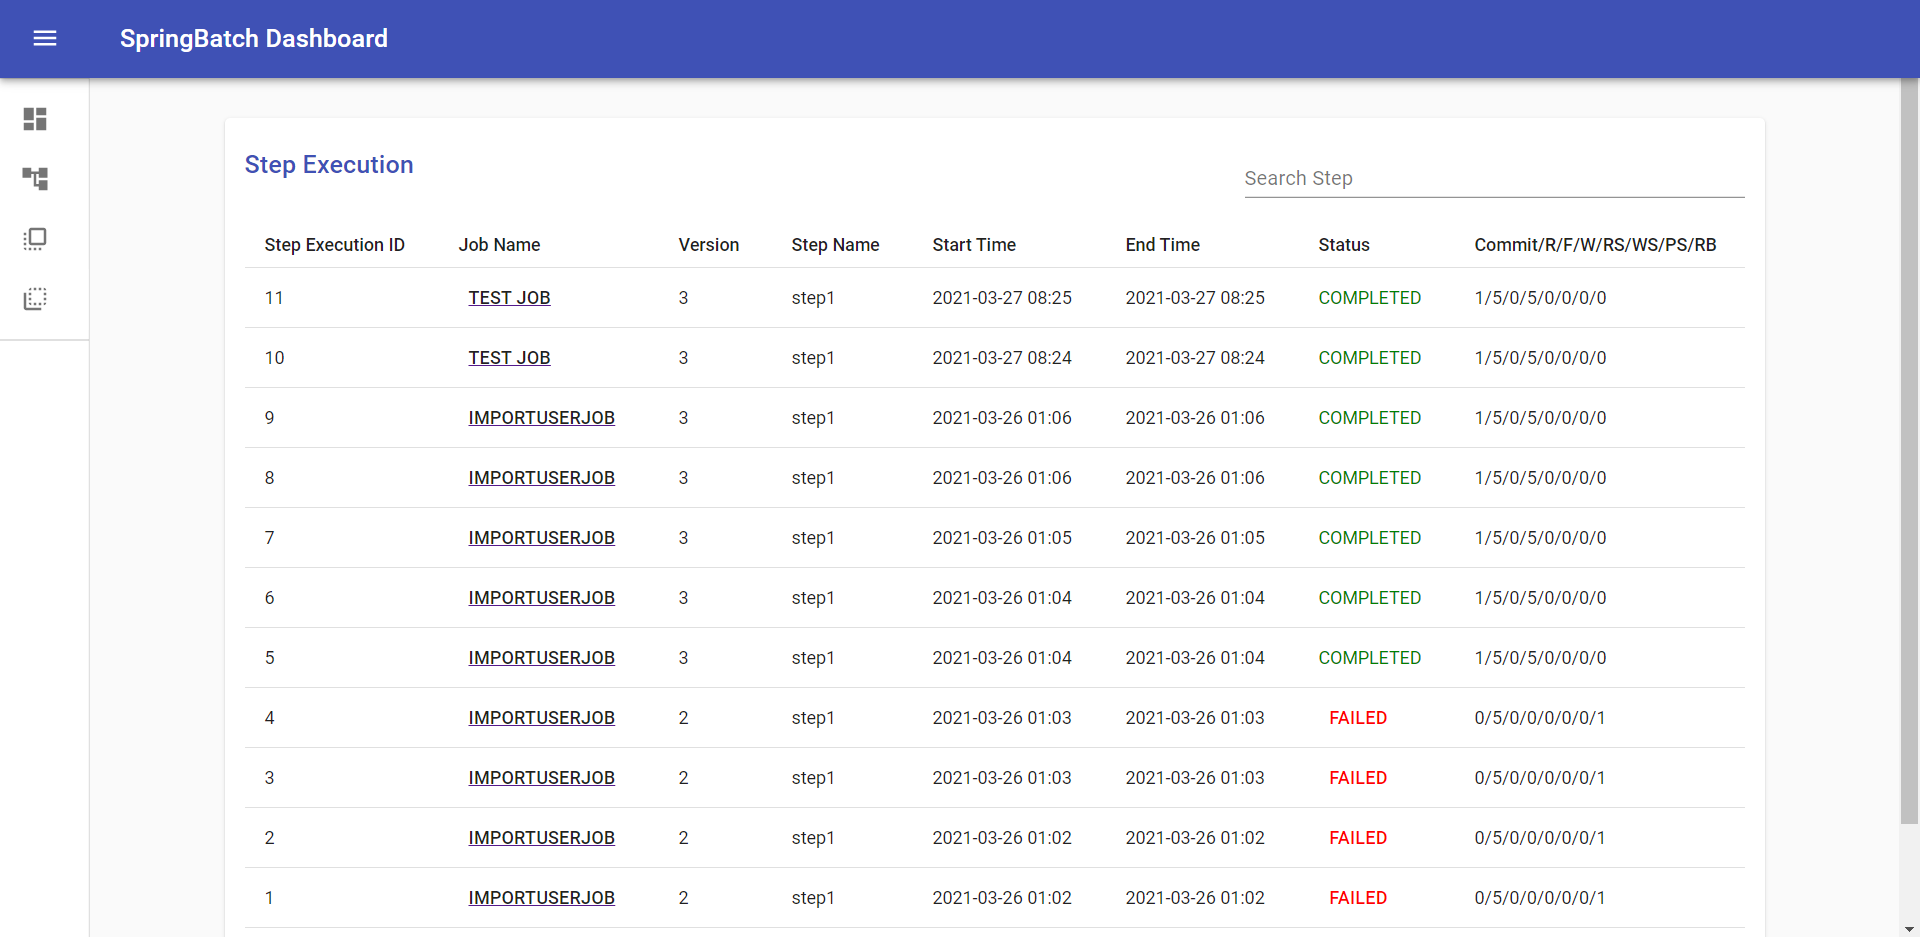 SpringBatch Dashboard
Step Execution
Search Step
Step Execution ID Job Name Version Step Name Start Time End Time Status Commit/R/F/W/RS/WS/PS/RB
11 TEST JOB 3 step1 2021-03-27 08:25 2021-03-27 08:25 COMPLETED 1/5/0/5/0/0/0/0
10 TEST JOB 3 step1 2021-03-27 08:24 2021-03-27 08:24 COMPLETED 1/5/0/5/0/0/0/0
9 IMPORTUSERJOB 3 step1 2021-03-26 01:06 2021-03-26 01:06 COMPLETED 1/5/0/5/0/0/0/0
8 IMPORTUSERJOB 3 step1 2021-03-26 01:06 2021-03-26 01:06 COMPLETED 1/5/0/5/0/0/0/0
7 IMPORTUSERJOB 3 step1 2021-03-26 01:05 2021-03-26 01:05 COMPLETED 1/5/0/5/0/0/0/0
6 IMPORTUSERJOB 3 step1 2021-03-26 01:04 2021-03-26 01:04 COMPLETED 1/5/0/5/0/0/0/0
5 IMPORTUSERJOB 3 step1 2021-03-26 01:04 2021-03-26 01:04 COMPLETED 1/5/0/5/0/0/0/0
4 IMPORTUSERJOB 2 step1 2021-03-26 01:03 2021-03-26 01:03 FAILED 0/5/0/0/0/0/0/1
3 IMPORTUSERJOB 2 step1 2021-03-26 01:03 2021-03-26 01:03 FAILED 0/5/0/0/0/0/0/1
2 IMPORTUSERJOB 2 step1 2021-03-26 01:02 2021-03-26 01:02 FAILED 0/5/0/0/0/0/0/1
1 IMPORTUSERJOB 2 step1 2021-03-26 01:02 2021-03-26 01:02 FAILED 0/5/0/0/0/0/0/1